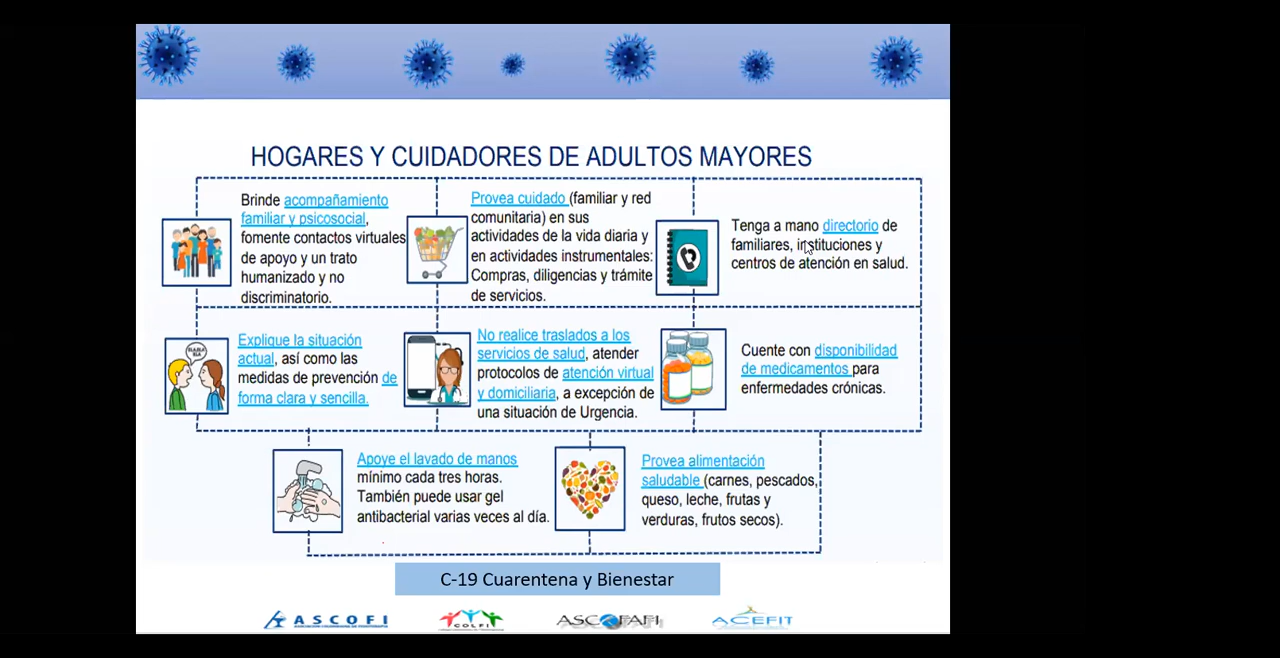 HOGARES Y CUIDADORES DE ADULTOS MAYORES
Brinde acompañamiento
familiar y psicosocial,
fomente contactos virtuales
de apoyo y un trato
humanizado y no
discriminatorio.
Provea cuidado (familiar y red
comunitaria) en sus
actividades de la vida diaria y
en actividades instrumentales:
Compras, diligencias y trámite
de servicios.
Tenga a mano directorio de
familiares, instituciones y
centros de atención en salud.
BLA BLA
BLA
Explique la situación
actual, así como las
medidas de prevención de
forma clara y sencilla.
No realice traslados a los
servicios de salud, atender
protocolos de atención virtual
y domiciliaria, a excepción de
una situación de Urgencia.
Cuente con disponibilidad
de medicamentos para
enfermedades crónicas.
Apoye el lavado de manos
mínimo cada tres horas.
También puede usar gel
antibacterial varias veces al día.
Provea alimentación
saludable (carnes, pescados,
queso, leche, frutas y
verduras, frutos secos).
C-19 Cuarentena y Bienestar
ASCOFI
COLFI
ASCOFAFI
ACEFIT